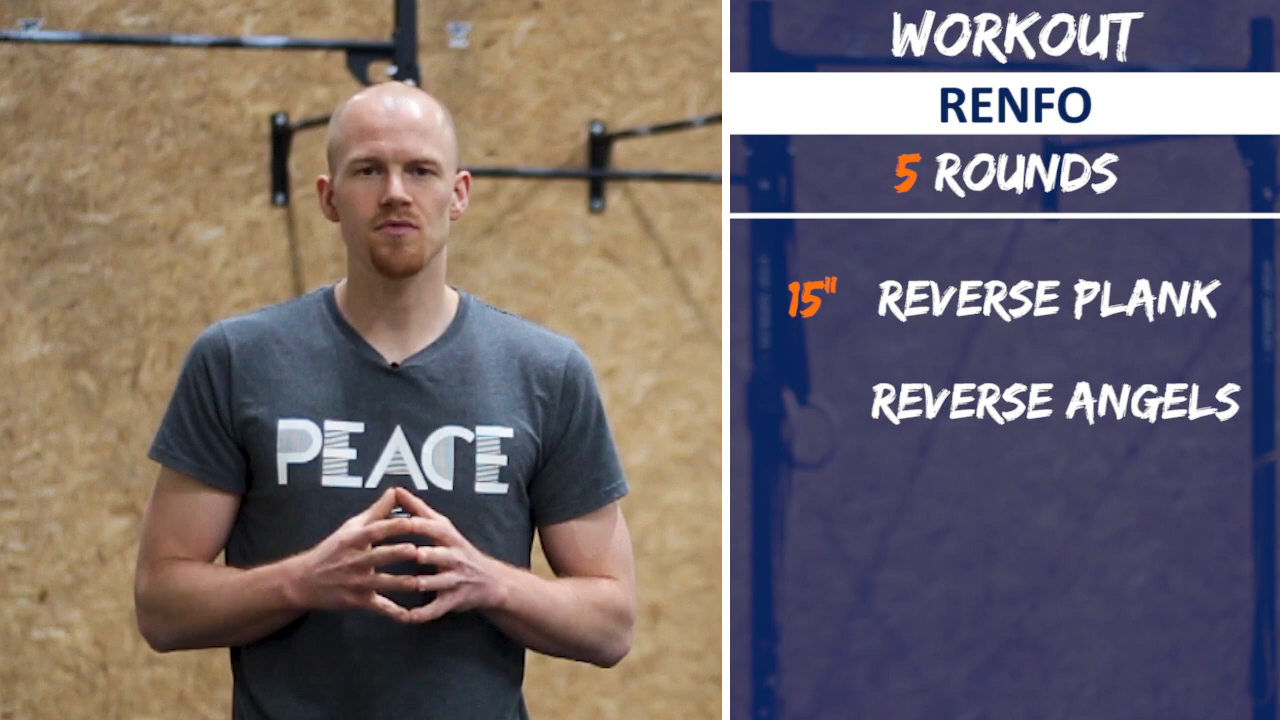 PEACE
WORKOUT
RENFO
5 ROUNDS
15" REVERSE PLANK
REVERSE ANGELS